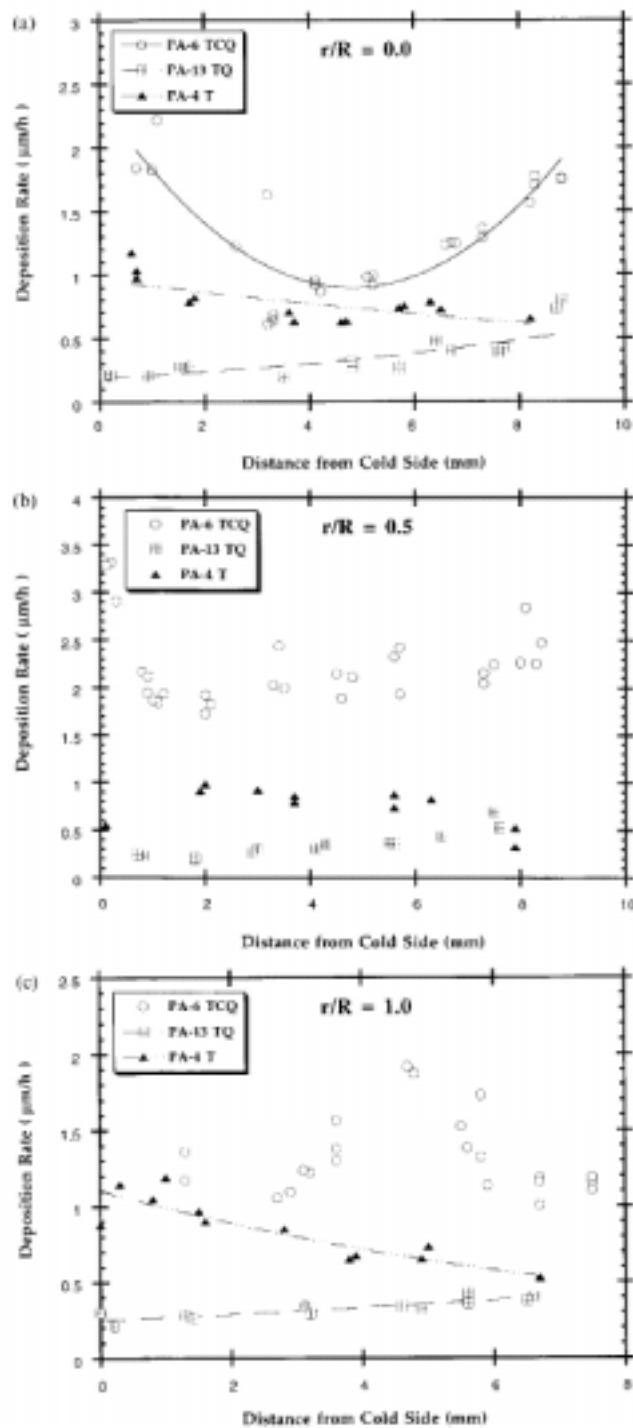 (a)
PA-6 TCQ
PA-13 TQ
PA-4 T
r/R = 0.0
Deposition Rate ( μm/h )
3
2.5
2
1.5
1
0.5
0
0 2 4 6 8 10
Distance from Cold Side (mm)
(b)
PA-6 TCQ
PA-13 TQ
PA-4 T
r/R = 0.5
Deposition Rate ( μm/h )
4
3.5
3
2.5
2
1.5
1
0.5
0
0 2 4 6 8 10
Distance from Cold Side (mm)
(c)
PA-6 TCQ
PA-13 TQ
PA-4 T
r/R = 1.0
Deposition Rate ( μm/h )
2.5
2
1.5
1
0.5
0
0 2 4 6 8
Distance from Cold Side (mm)